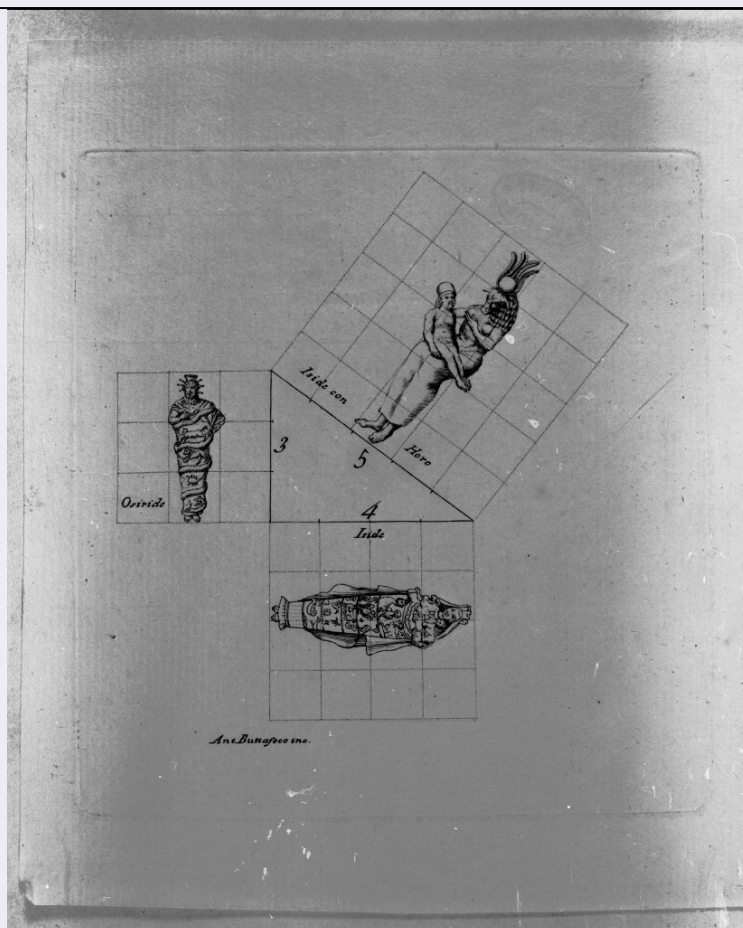 Iside con
Horo
3
5
Osiride
4
Iside
Ant. Buttafoco inc.